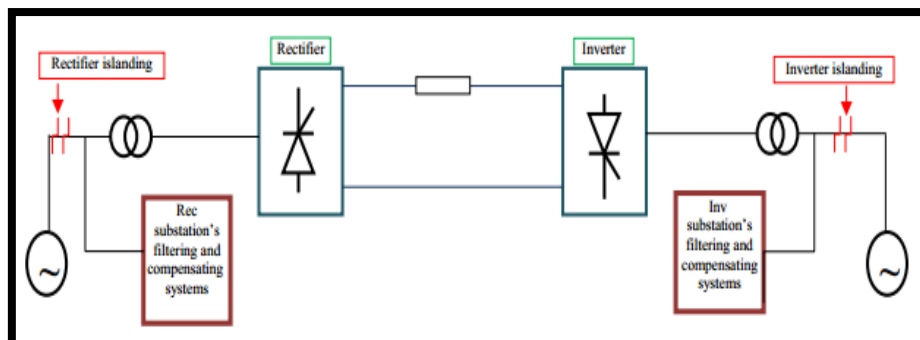 Rectifier islanding
Rectifier
Inverter
Inverter islanding
Rec
substation's
filtering and
compensating
systems
Inv
substation's
filtering and
compensating
systems
~
~